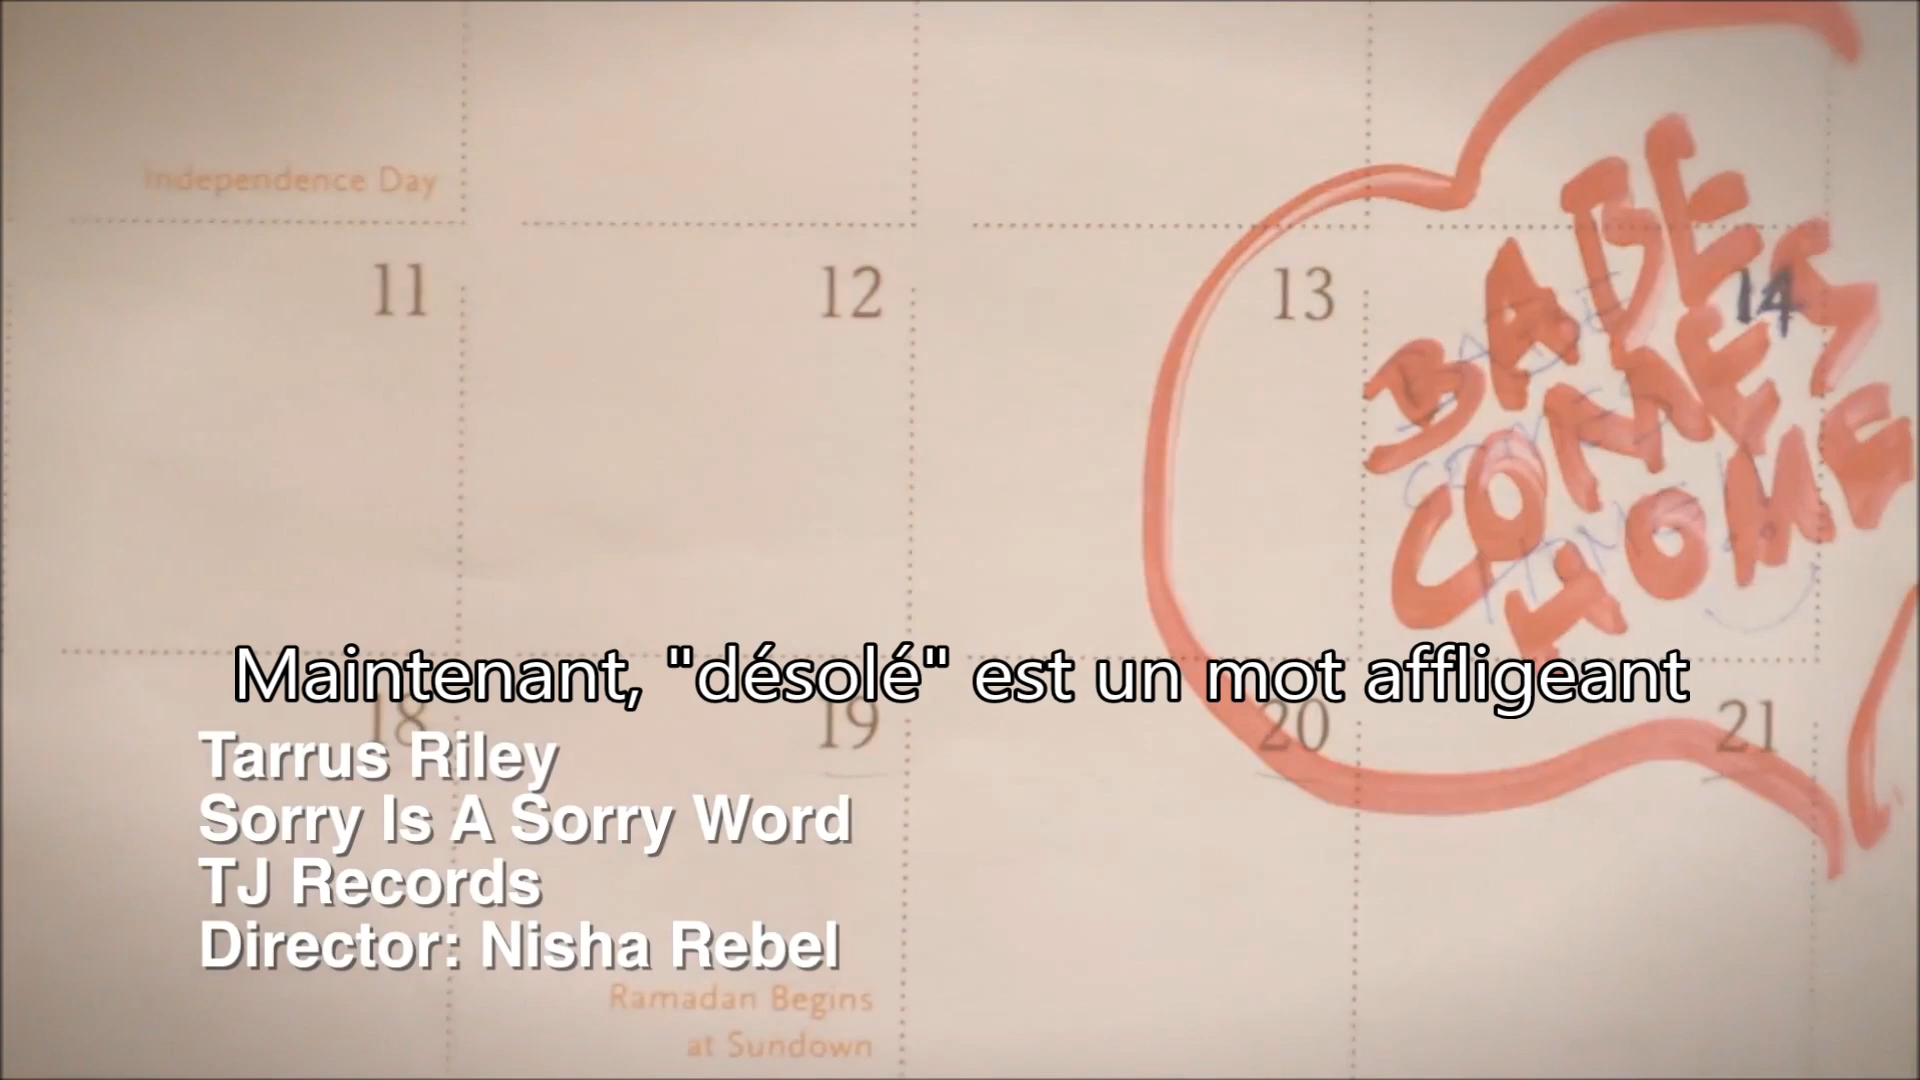 Independence Day
11
12
13
14
BABE
COMES
HOME
Maintenant, "désolé" est un mot affligeant
18
19
20
21
Tarrus Riley
Sorry Is A Sorry Word
TJ Records
Director: Nisha Rebel
Ramadan Begins
at Sundown